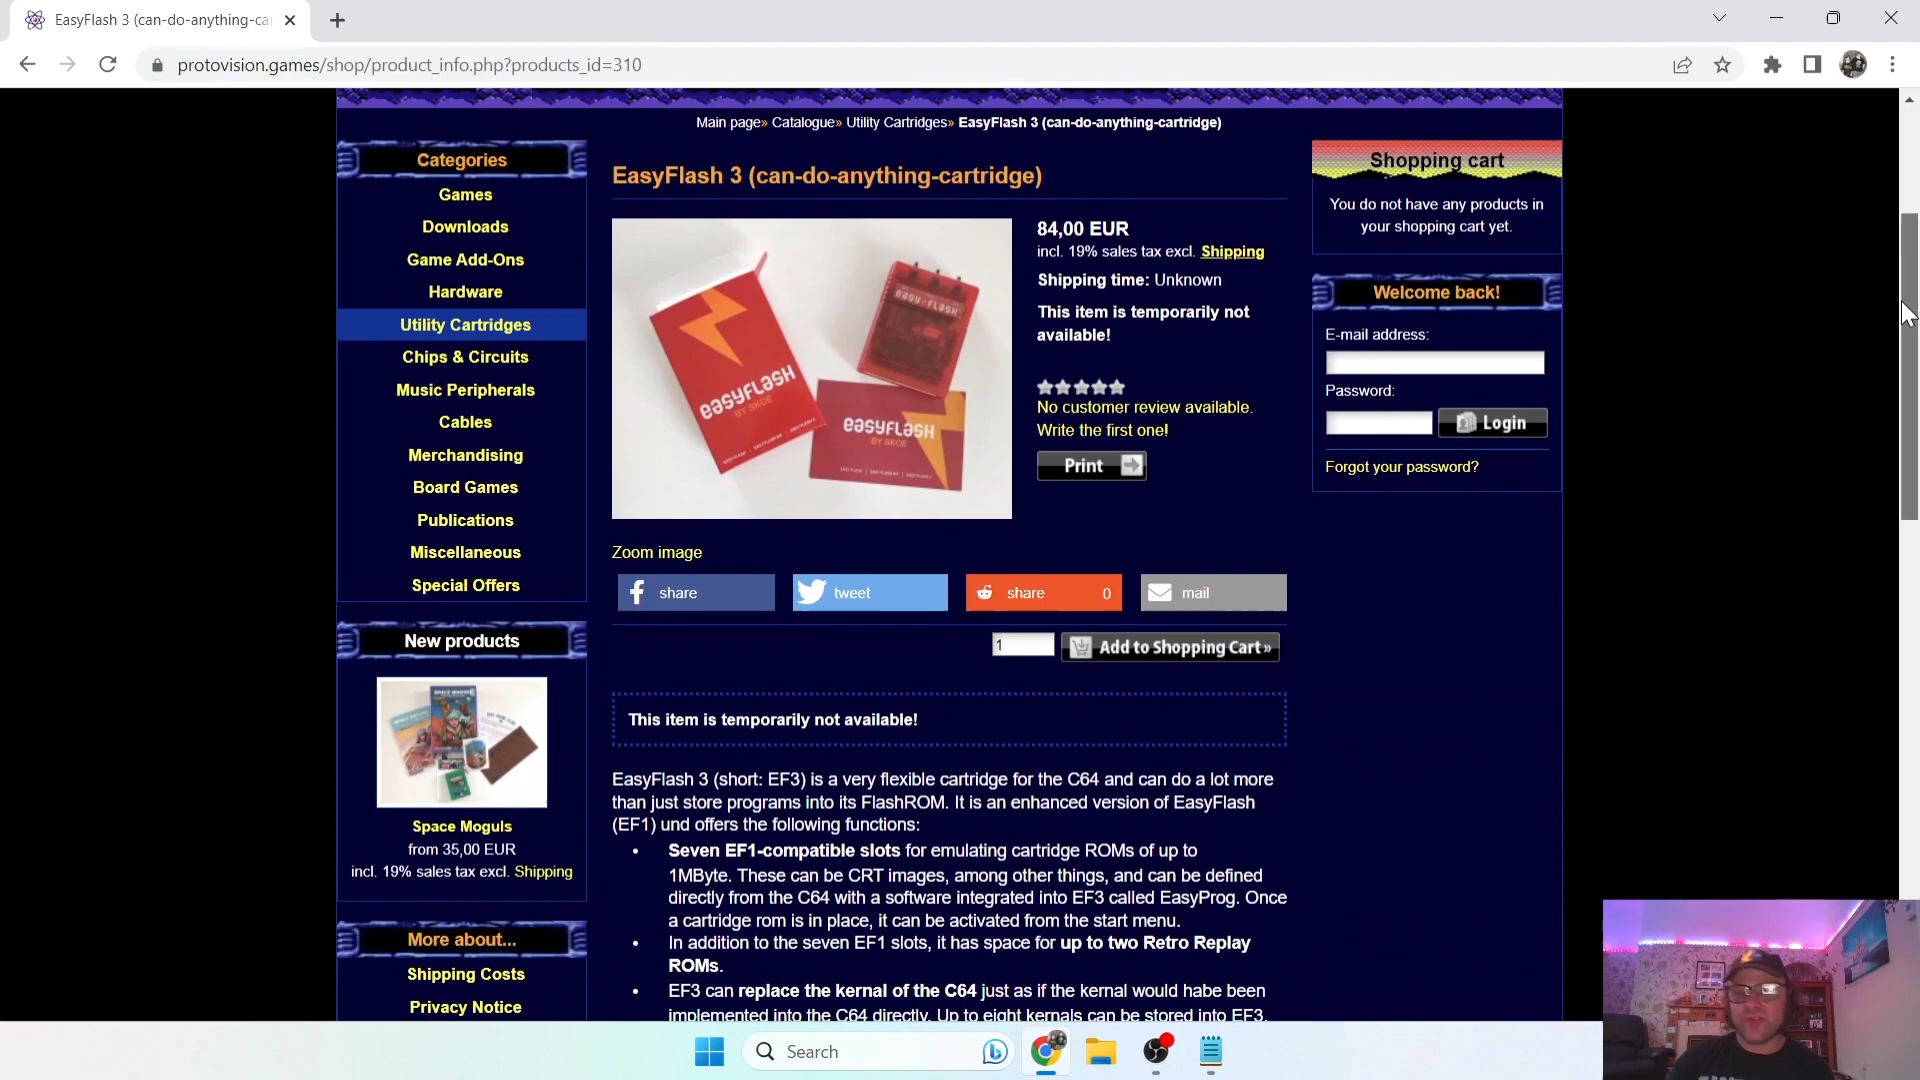 EasyFlash 3 (can-do-anything-ca
protovision.games/shop/product_info.php?products_id=310
Main page» Catalogue» Utility Cartridges» EasyFlash 3 (can-do-anything-cartridge)
Categories
Games
Downloads
Game Add-Ons
Hardware
Utility Cartridges
Chips & Circuits
Music Peripherals
Cables
Merchandising
Board Games
Publications
Miscellaneous
Special Offers
New products
Space Moguls
from 35,00 EUR
incl. 19% sales tax excl. Shipping
More about...
Shipping Costs
Privacy Notice
EasyFlash 3 (can-do-anything-cartridge)
easyflash
BY SKOE
easyflash
easyflash
BY SKOE
84,00 EUR
incl. 19% sales tax excl. Shipping
Shipping time: Unknown
This item is temporarily not
available!
No customer review available.
Write the first one!
Print
Zoom image
share
tweet
share 0
mail
1
Add to Shopping Cart»
This item is temporarily not available!
EasyFlash 3 (short: EF3) is a very flexible cartridge for the C64 and can do a lot more
than just store programs into its FlashROM. It is an enhanced version of EasyFlash
(EF1) und offers the following functions:
• Seven EF1-compatible slots for emulating cartridge ROMs of up to
1MByte. These can be CRT images, among other things, and can be defined
directly from the C64 with a software integrated into EF3 called EasyProg. Once
a cartridge rom is in place, it can be activated from the start menu.
• In addition to the seven EF1 slots, it has space for up to two Retro Replay
ROMs.
• EF3 can replace the kernal of the C64 just as if the kernal would habe been
implemented into the C64 directly. Up to eight kernals can be stored into EF3.
Shopping cart
You do not have any products in
your shopping cart yet.
Welcome back!
E-mail address:
Password:
Login
Forgot your password?
Search